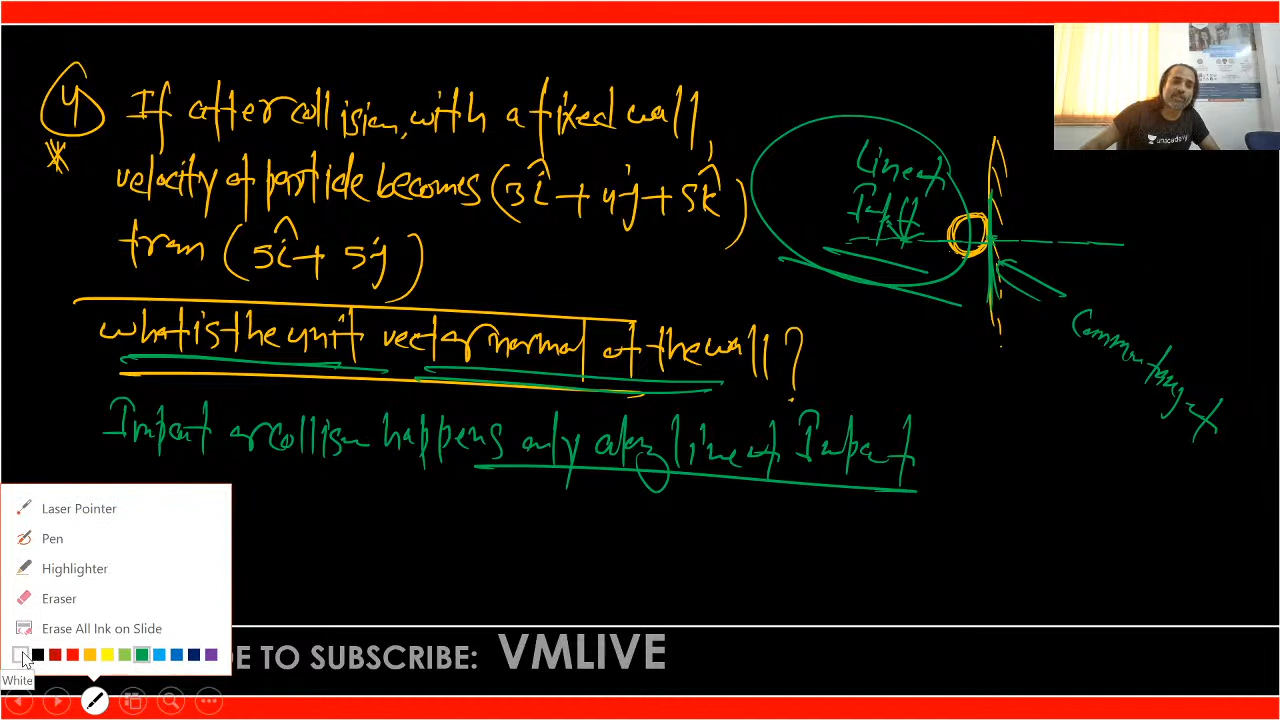 4 If after collision, with a fixed wall,
velocity of particle becomes (3î + 4ĵ + 5k̂)
from (5î + 5ĵ)
what is the unit vector normal of the wall?
Impact or collision happens only along line of Impact
Line of
Impact
Common tangent
unacademy
Laser Pointer
Pen
Highlighter
Eraser
Erase All Ink on Slide
White
DE TO SUBSCRIBE: VMLIVE